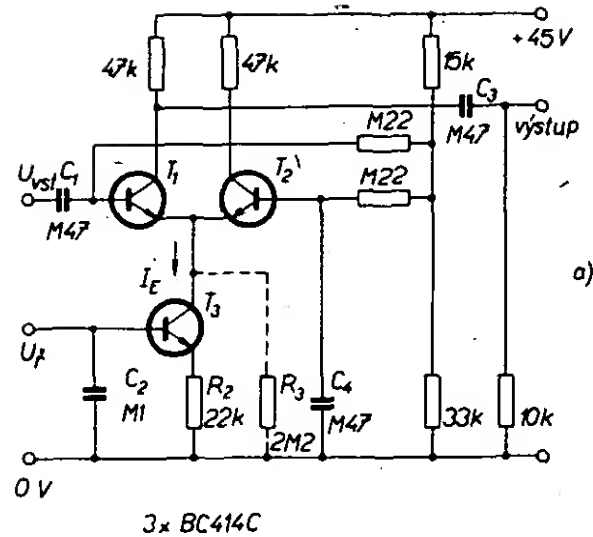 +45V
47k
47k
15k
C3
M47
výstup
M22
M22
Uvst
C1
M47
T1
T2
a)
IE
T3
Uř
C2
M1
R2
22k
R3
2M2
C4
M47
33k
10k
0 V
3x BC414C